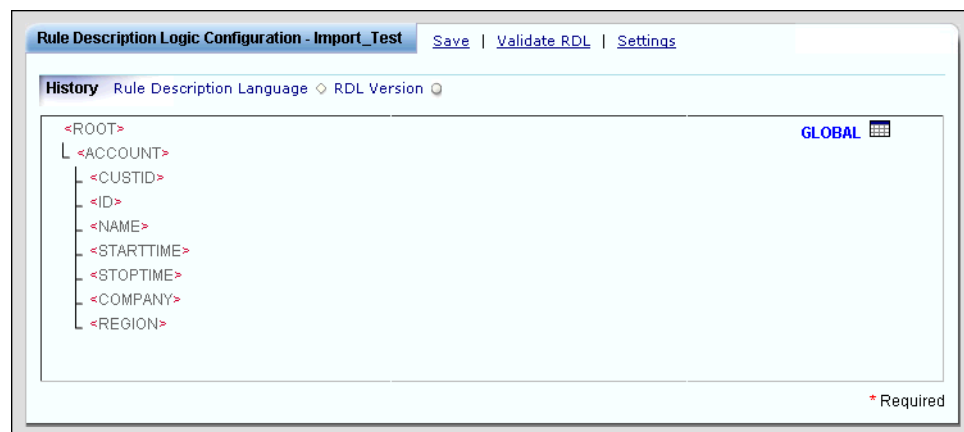 Rule Description Logic Configuration - Import_Test Save | Validate RDL | Settings
History Rule Description Language RDL Version
<ROOT> GLOBAL
<ACCOUNT>
<CUSTID>
<ID>
<NAME>
<STARTTIME>
<STOPTIME>
<COMPANY>
<REGION>
* Required